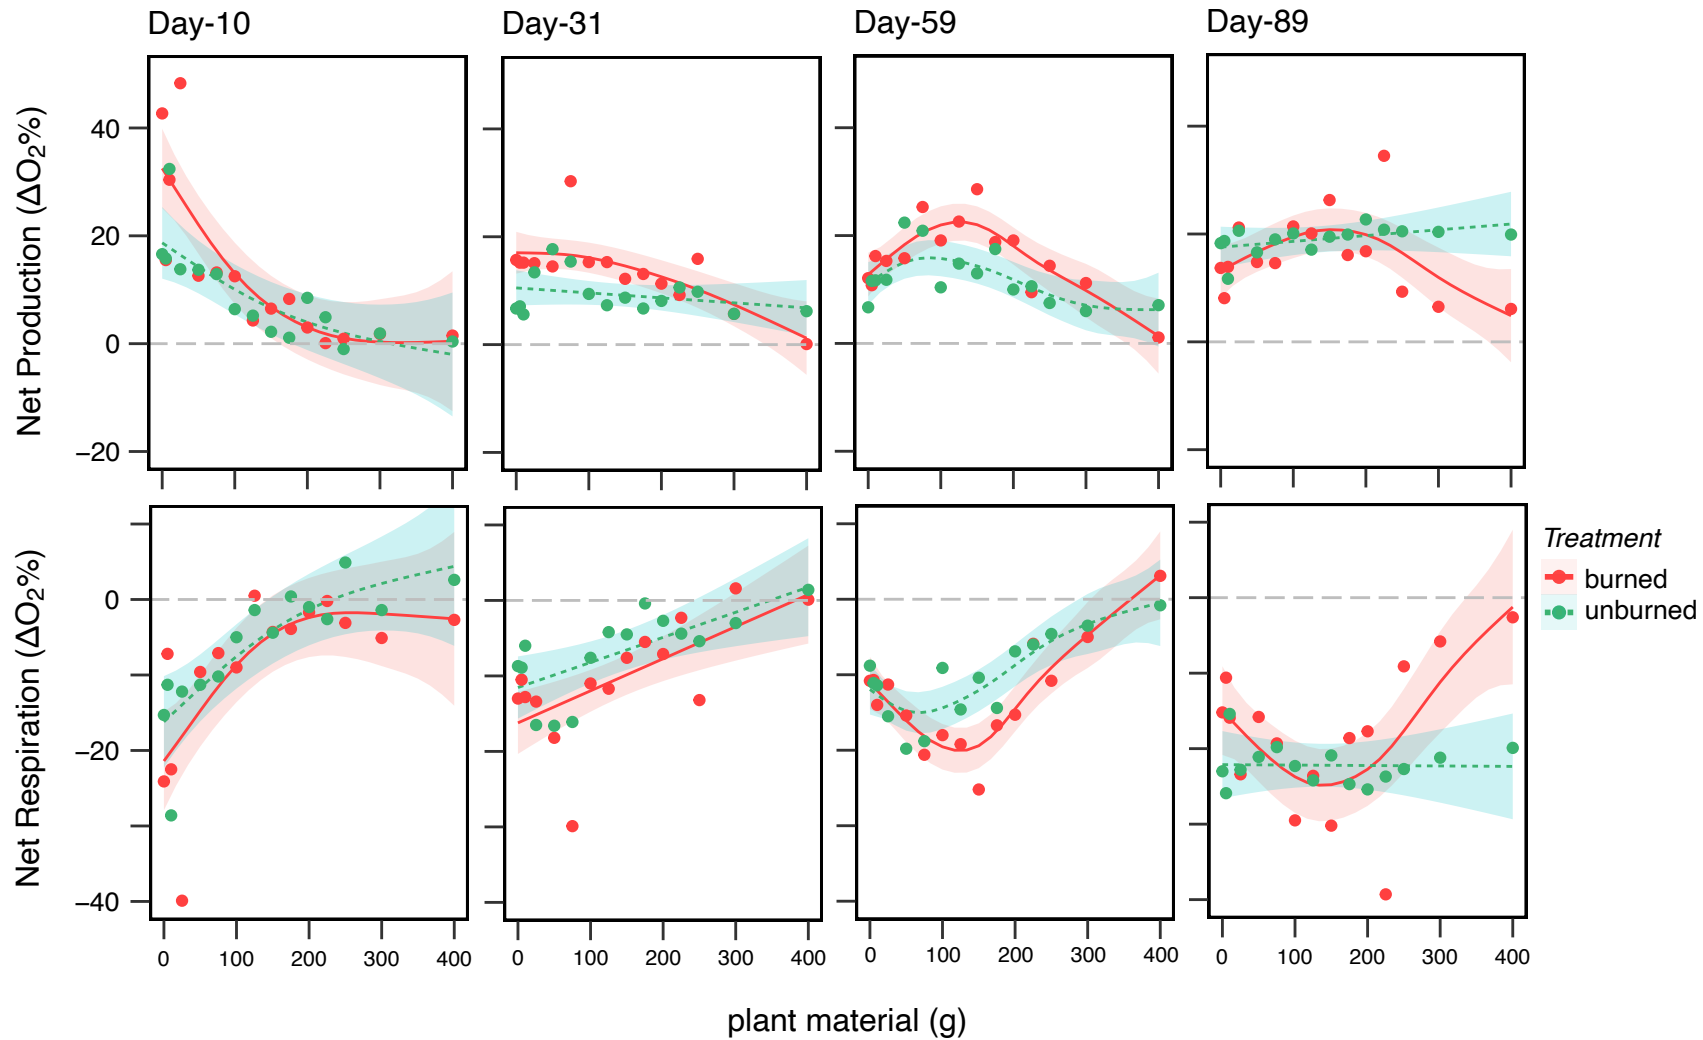 Day-10
Day-31
Day-59
Day-89
Net Production (ΔO₂%)
40
20
0
−20
Net Respiration (ΔO₂%)
0
−20
−40
0 100 200 300 400
0 100 200 300 400
0 100 200 300 400
0 100 200 300 400
plant material (g)
Treatment
burned
unburned